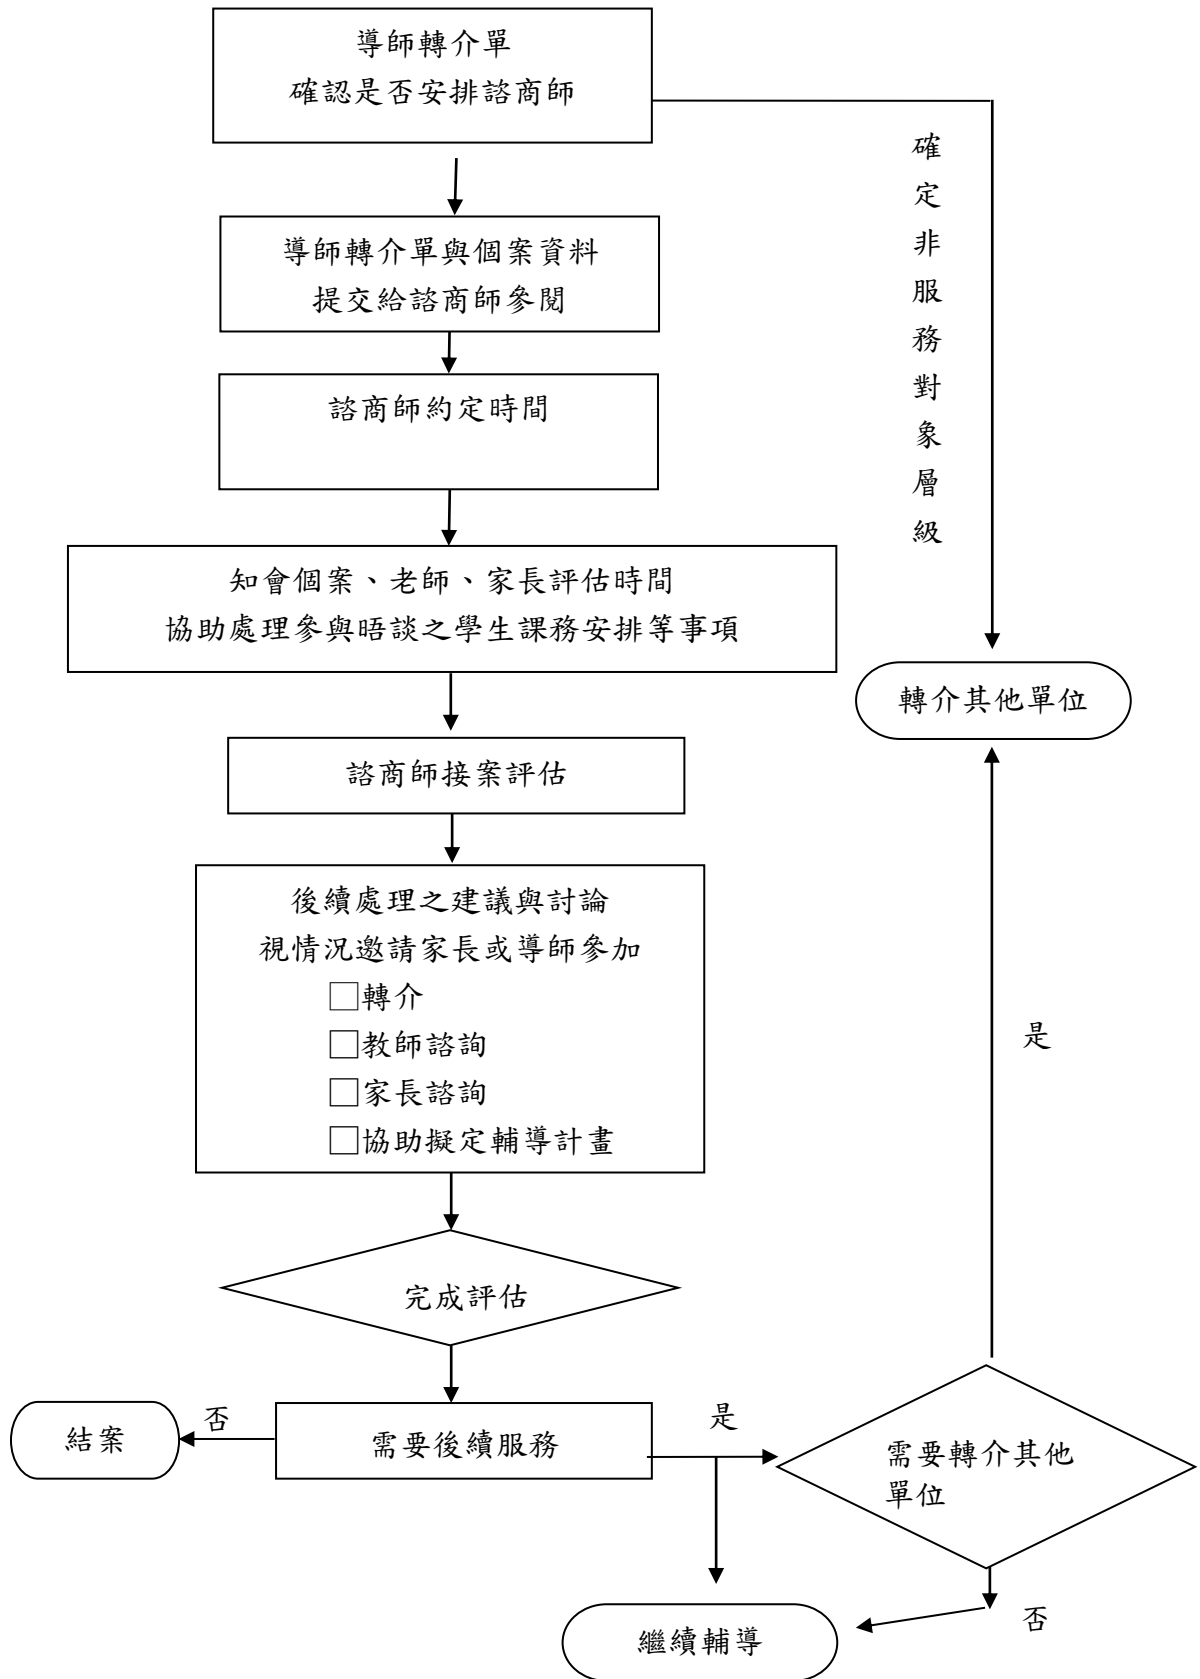 導師轉介單
確認是否安排諮商師
確定非服務對象層級
導師轉介單與個案資料
提交給諮商師參閱
諮商師約定時間
知會個案、老師、家長評估時間
協助處理參與晤談之學生課務安排等事項
轉介其他單位
諮商師接案評估
後續處理之建議與討論
視情況邀請家長或導師參加
□轉介
□教師諮詢
□家長諮詢
□協助擬定輔導計畫
是
完成評估
結案
否
需要後續服務
是
需要轉介其他
單位
否
繼續輔導